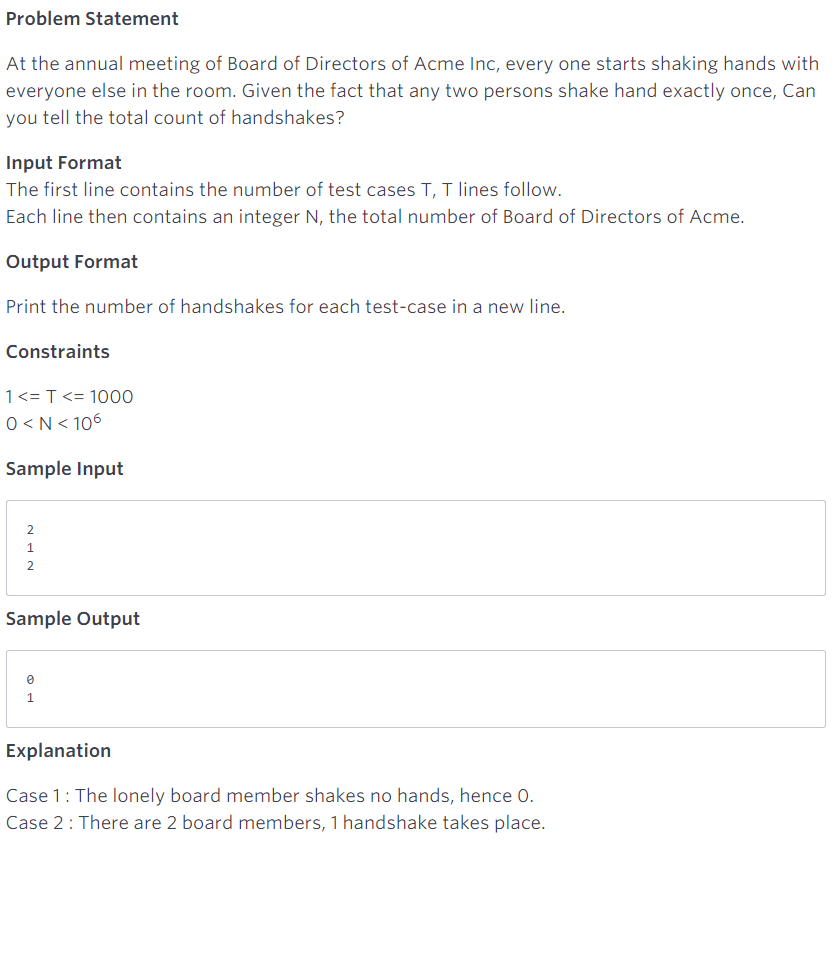 Problem Statement
At the annual meeting of Board of Directors of Acme Inc, every one starts shaking hands with
everyone else in the room. Given the fact that any two persons shake hand exactly once, Can
you tell the total count of handshakes?
Input Format
The first line contains the number of test cases T, T lines follow.
Each line then contains an integer N, the total number of Board of Directors of Acme.
Output Format
Print the number of handshakes for each test-case in a new line.
Constraints
1 <= T <= 1000
0 < N < 10⁶
Sample Input
2
1
2
Sample Output
0
1
Explanation
Case 1 : The lonely board member shakes no hands, hence 0.
Case 2 : There are 2 board members, 1 handshake takes place.